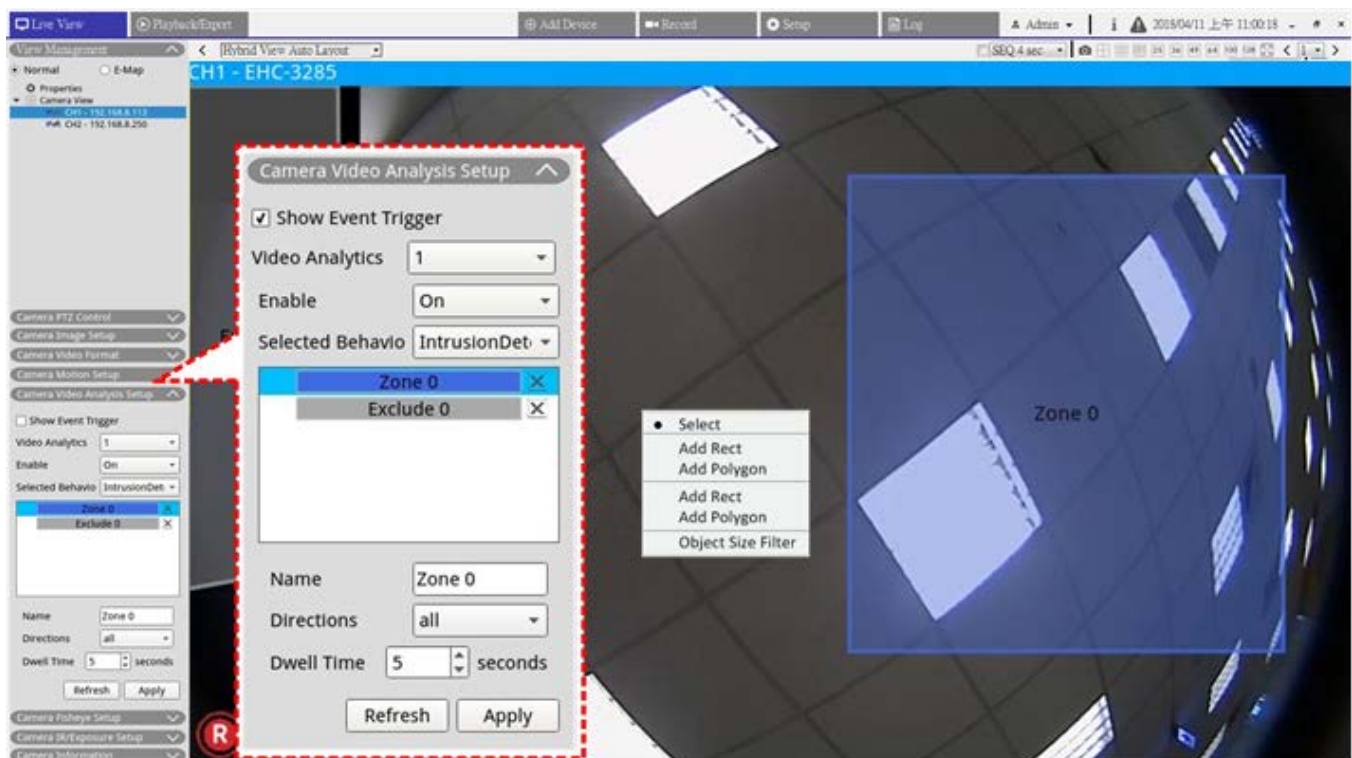 Live View
Playback/Export
Add Device
Record
Setup
Log
Admin
i
2018/04/11 上午 11:00:18
View Management
Hybrid View Auto Layout
SEQ 4 sec
Normal
E-Map
CH1 - EHC-3285
Properties
Camera View
CH1 - 192.168.8.113
CH2 - 192.168.8.250
Camera PTZ Control
Camera Image Setup
Camera Video Format
Camera Motion Setup
Camera Video Analysis Setup
Show Event Trigger
Video Analytics 1
Enable On
Selected Behavio IntrusionDet
Zone 0
Exclude 0
Name Zone 0
Directions all
Dwell Time 5 seconds
Refresh Apply
Camera Fisheye Setup
Camera IR/Exposure Setup
Camera Information
Camera Video Analysis Setup
Show Event Trigger
Video Analytics 1
Enable On
Selected Behavio IntrusionDet
Zone 0
Exclude 0
Name Zone 0
Directions all
Dwell Time 5 seconds
Refresh Apply
R
Select
Add Rect
Add Polygon
Add Rect
Add Polygon
Object Size Filter
Zone 0